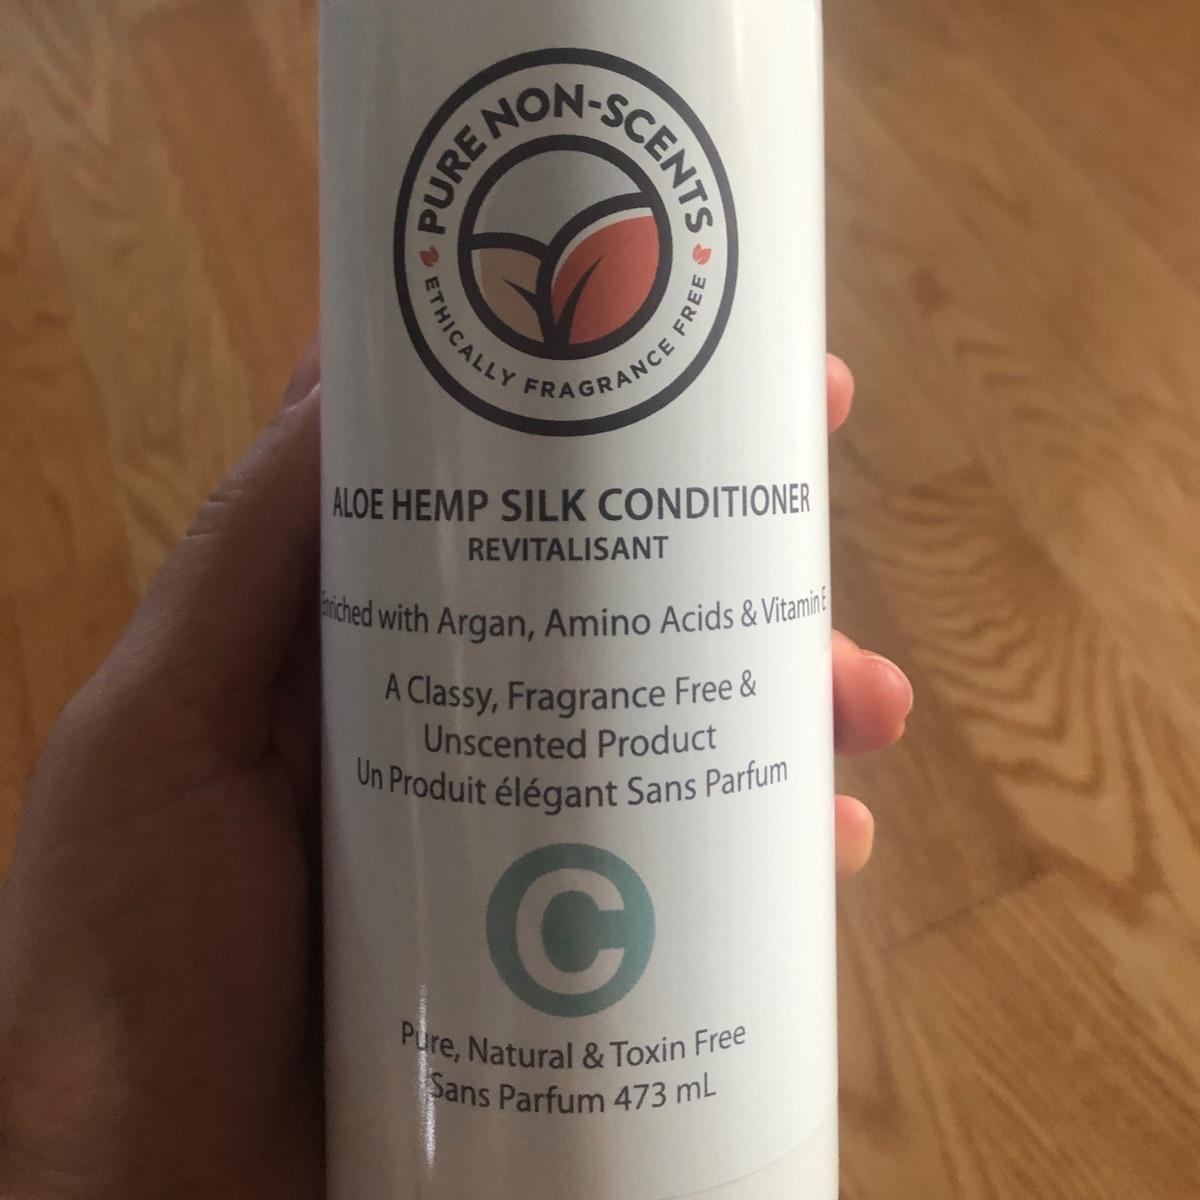 PURE NON-SCENTS
ETHICALLY FRAGRANCE FREE
ALOE HEMP SILK CONDITIONER
REVITALISANT
Enriched with Argan, Amino Acids & Vitamin E
A Classy, Fragrance Free &
Unscented Product
Un Produit élégant Sans Parfum
C
Pure, Natural & Toxin Free
Sans Parfum 473 mL